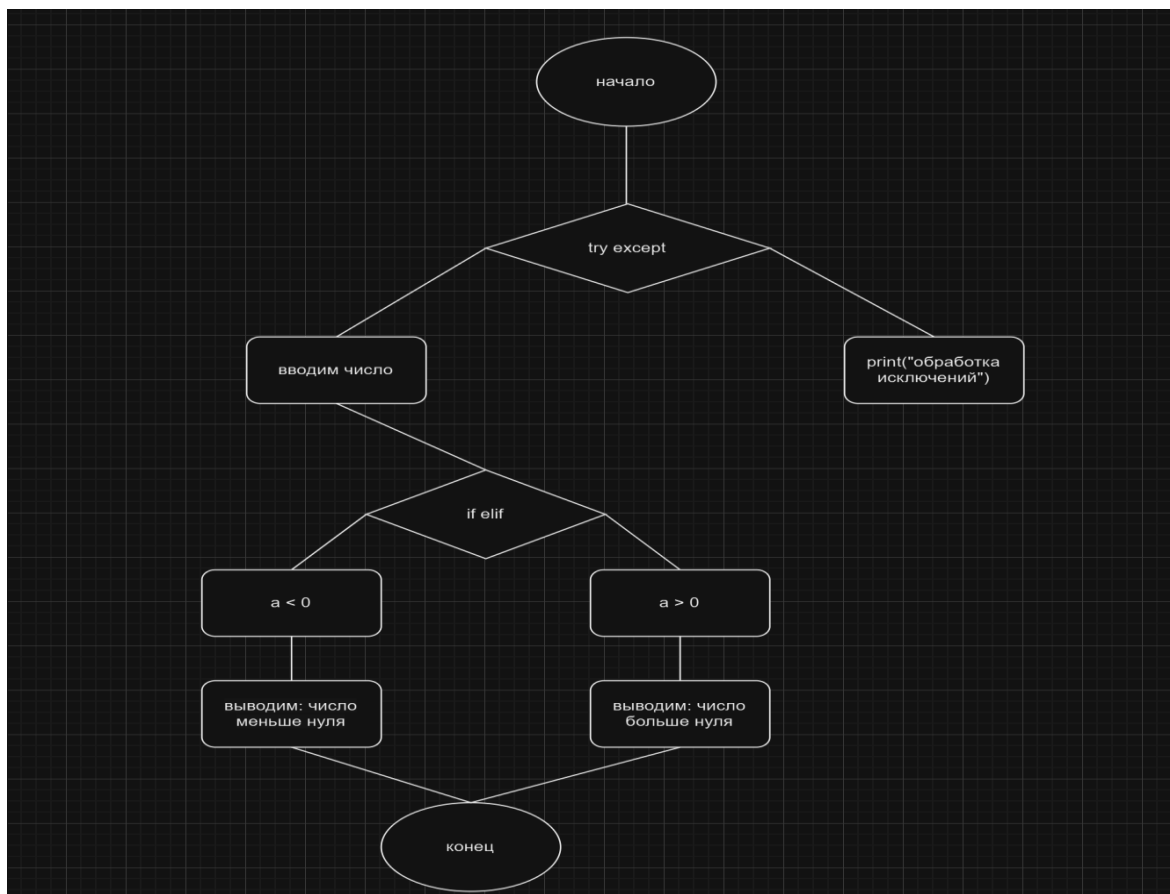 начало
try except
вводим число
print("обработка
исключений")
if elif
a < 0
a > 0
выводим: число
меньше нуля
выводим: число
больше нуля
конец